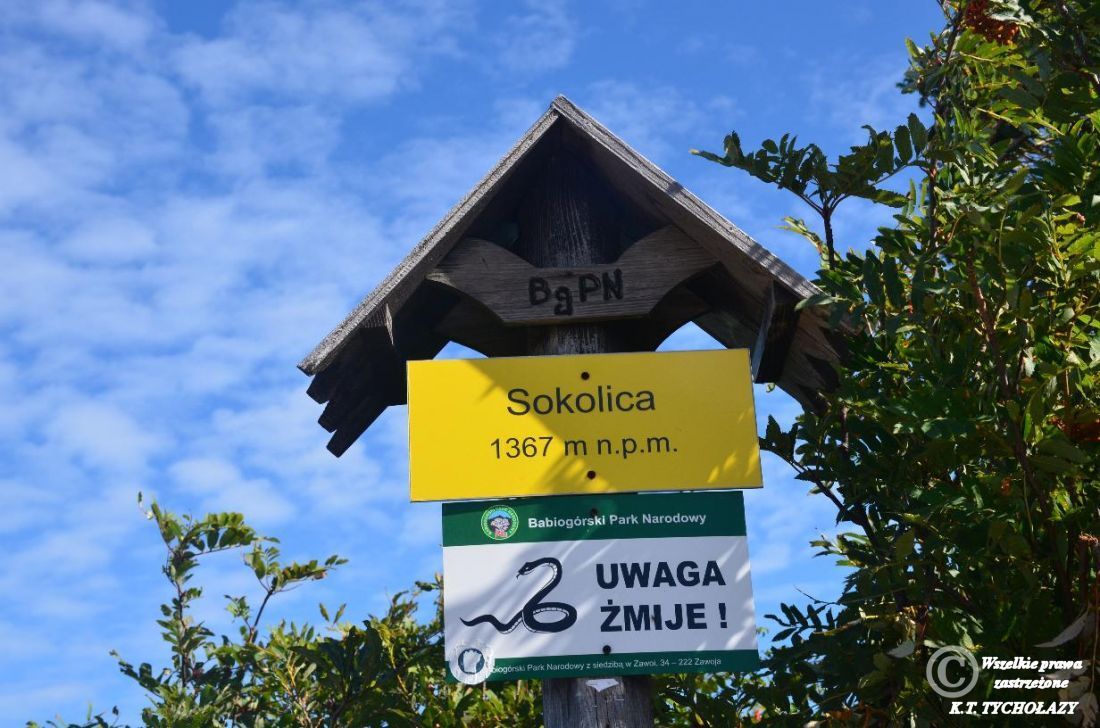 BgPN
Sokolica
1367 m n.p.m.
Babiogórski Park Narodowy
UWAGA
ŻMIJE !
Park Narodowy z siedzibą w Zawoi, 34 – 222 Zawoja
© Wszelkie prawa
zastrzeżone
K.T. TYCHOŁAZY